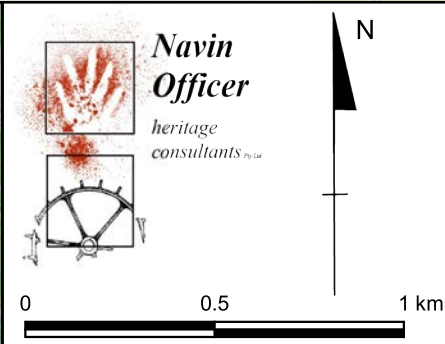 Navin
Officer
heritage
consultants Pty Ltd
N
0 0.5 1 km